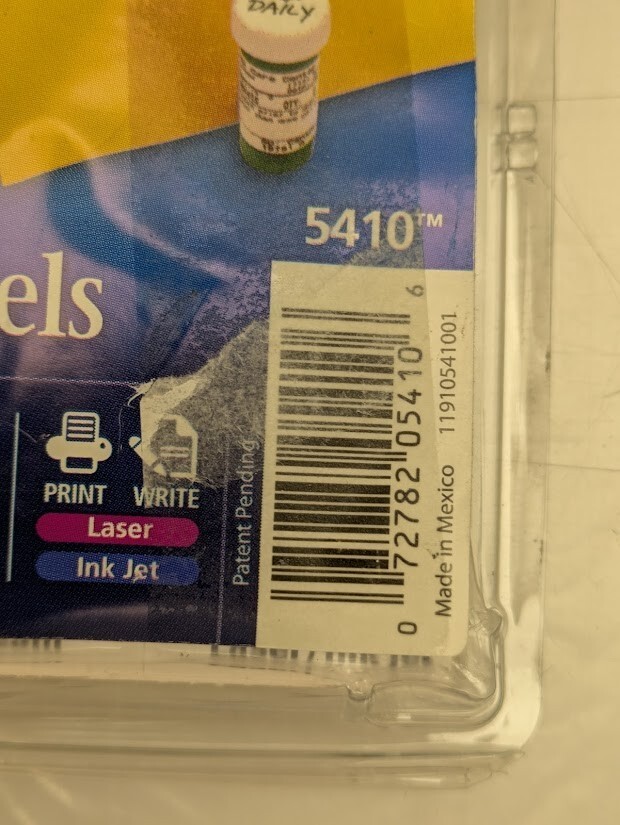 DAILY
5410™
els
PRINT WRITE
Laser
Ink Jet
Patent Pending
0 72782 05410 6
Made in Mexico 11910541001